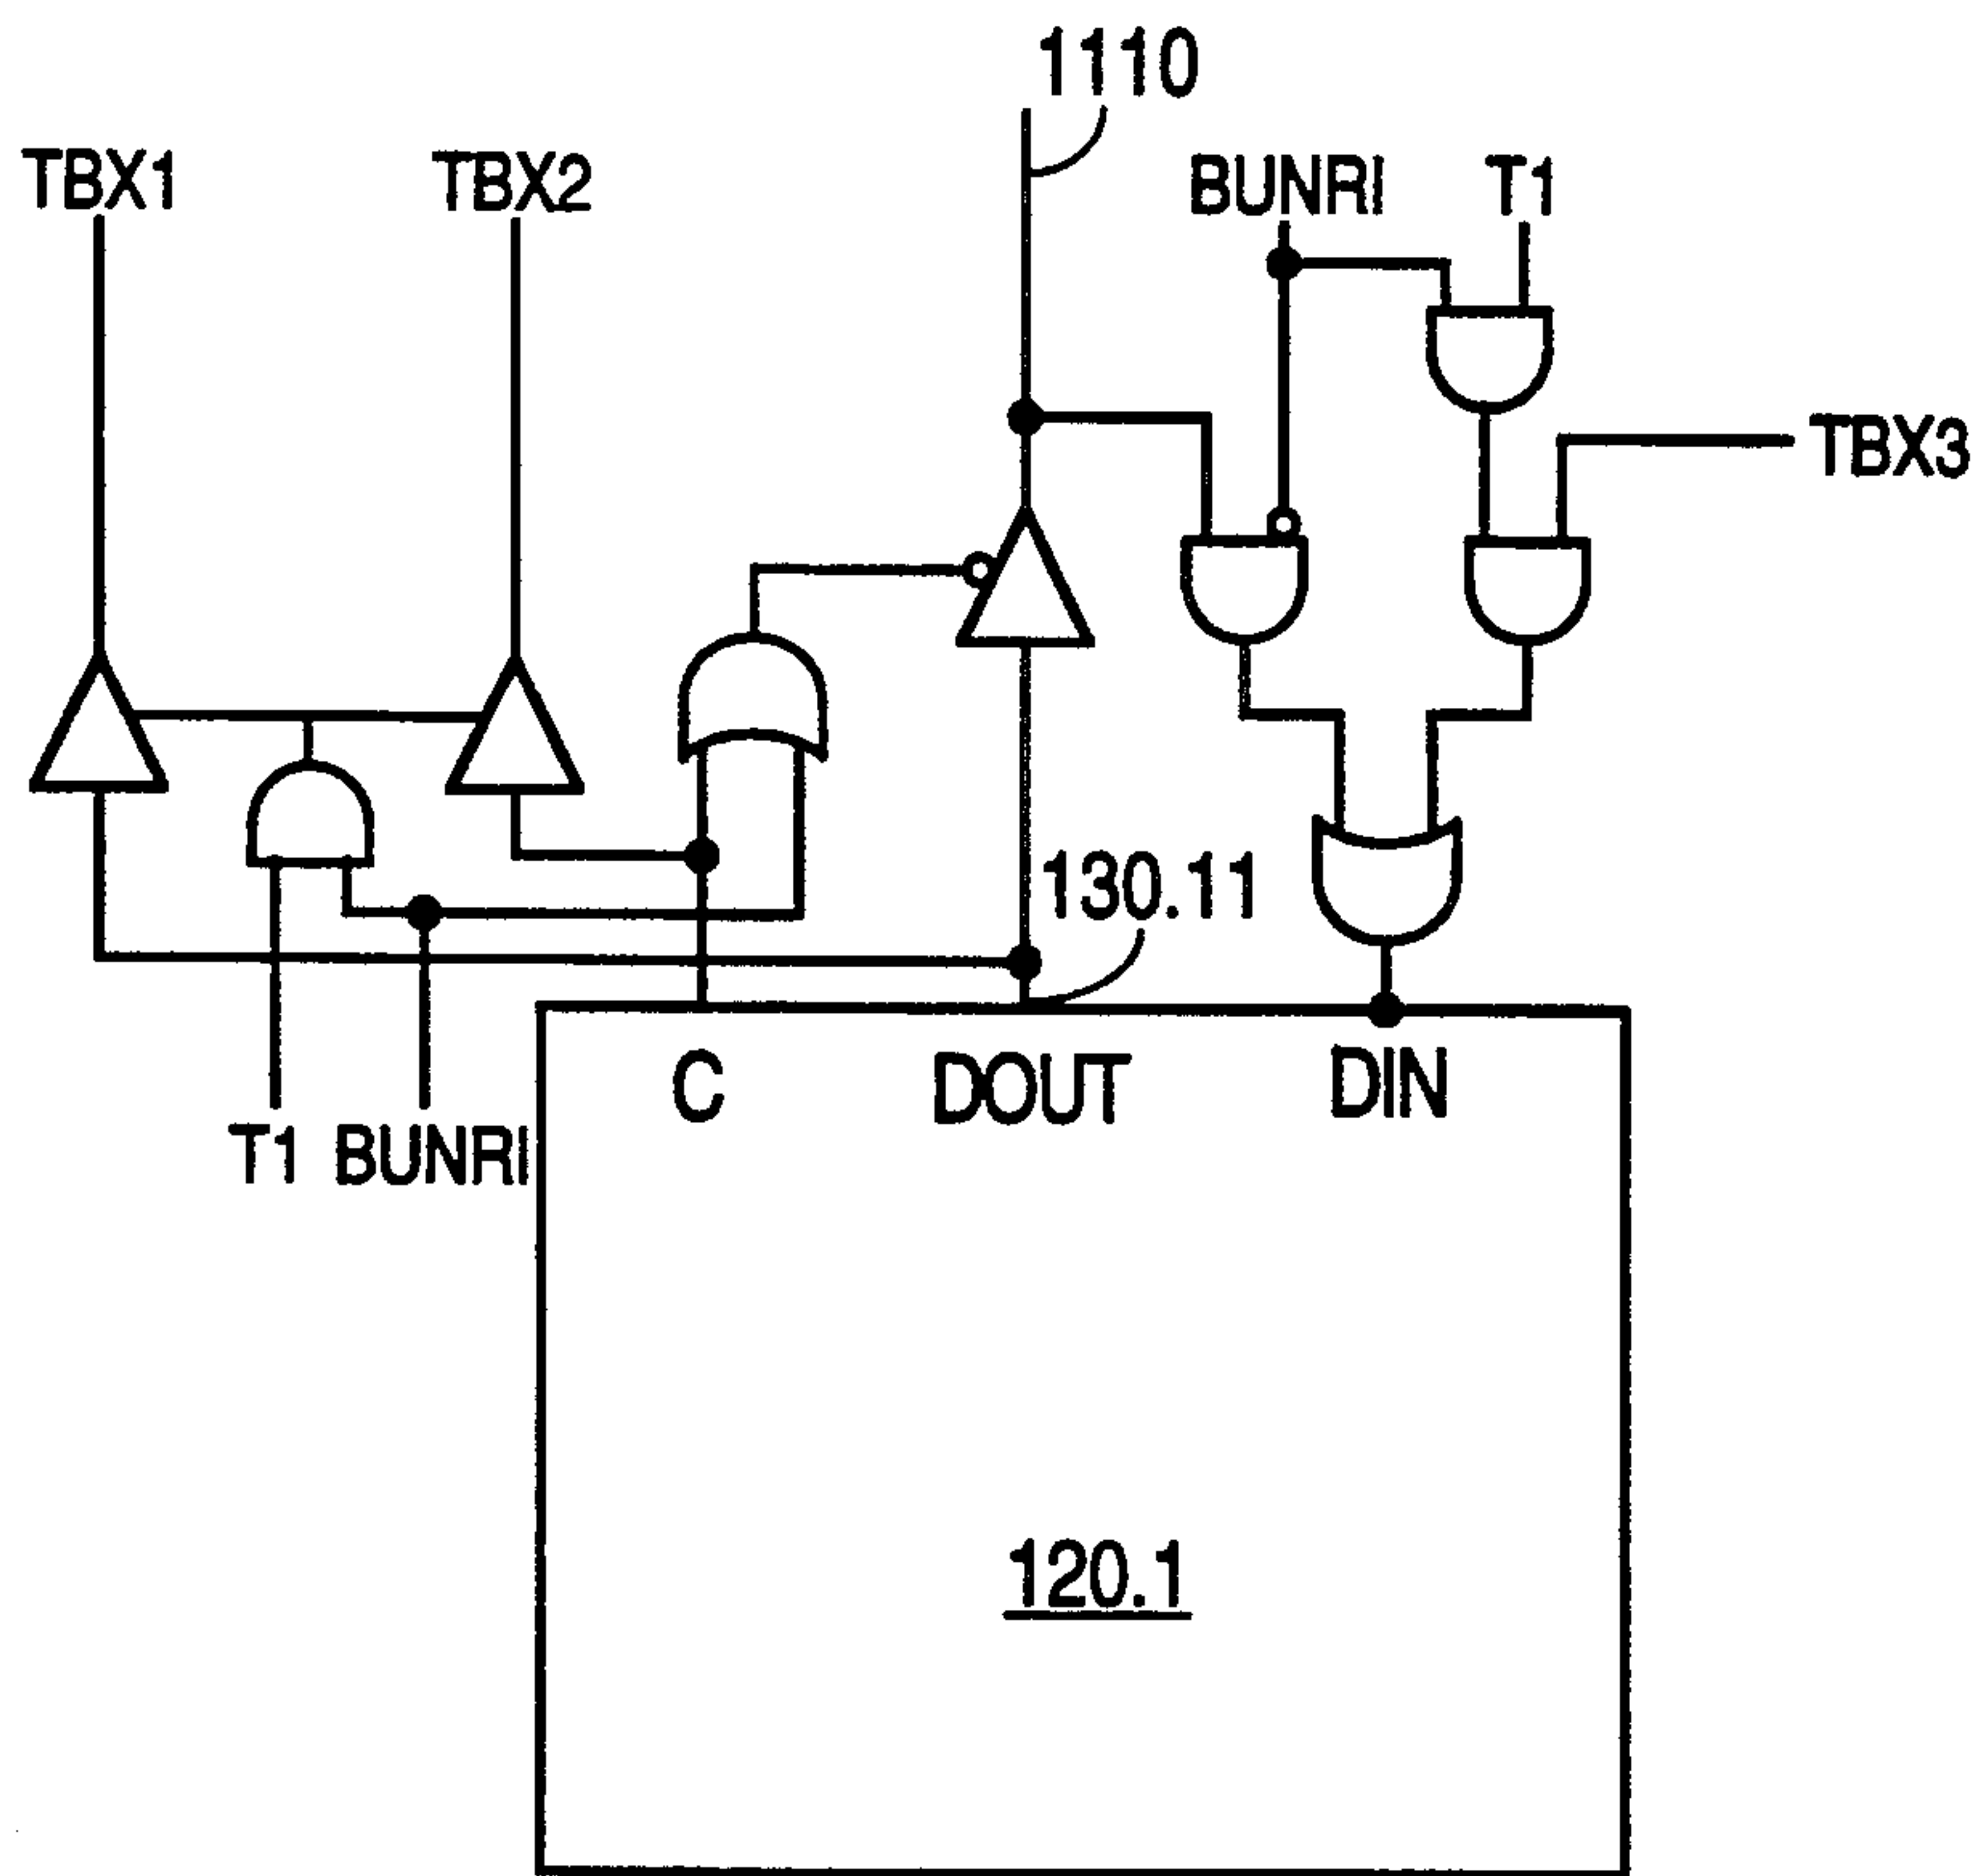 1110
TBX1
TBX2
BUNRI
T1
TBX3
130.11
C
DOUT
DIN
T1
BUNRI
120.1